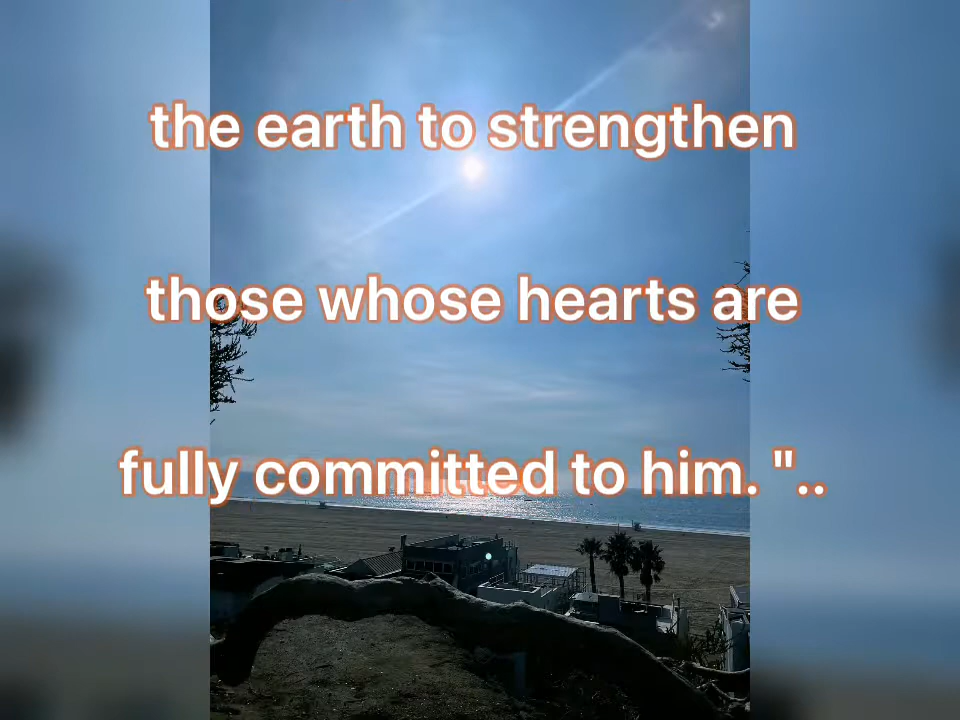 the earth to strengthen
those whose hearts are
fully committed to him. "..